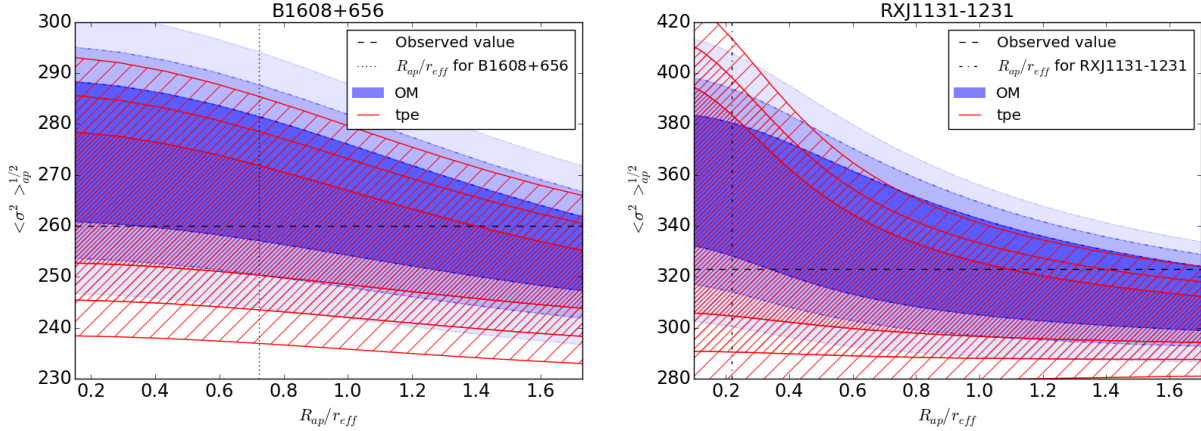 B1608+656
300
290
280
270
260
250
240
230
<σ²>ap^1/2
0.2 0.4 0.6 0.8 1.0 1.2 1.4 1.6
R_ap/r_eff
Observed value
R_ap/r_eff for B1608+656
OM
tpe
RXJ1131-1231
420
400
380
360
340
320
300
280
<σ²>ap^1/2
0.2 0.4 0.6 0.8 1.0 1.2 1.4 1.6
R_ap/r_eff
Observed value
R_ap/r_eff for RXJ1131-1231
OM
tpe